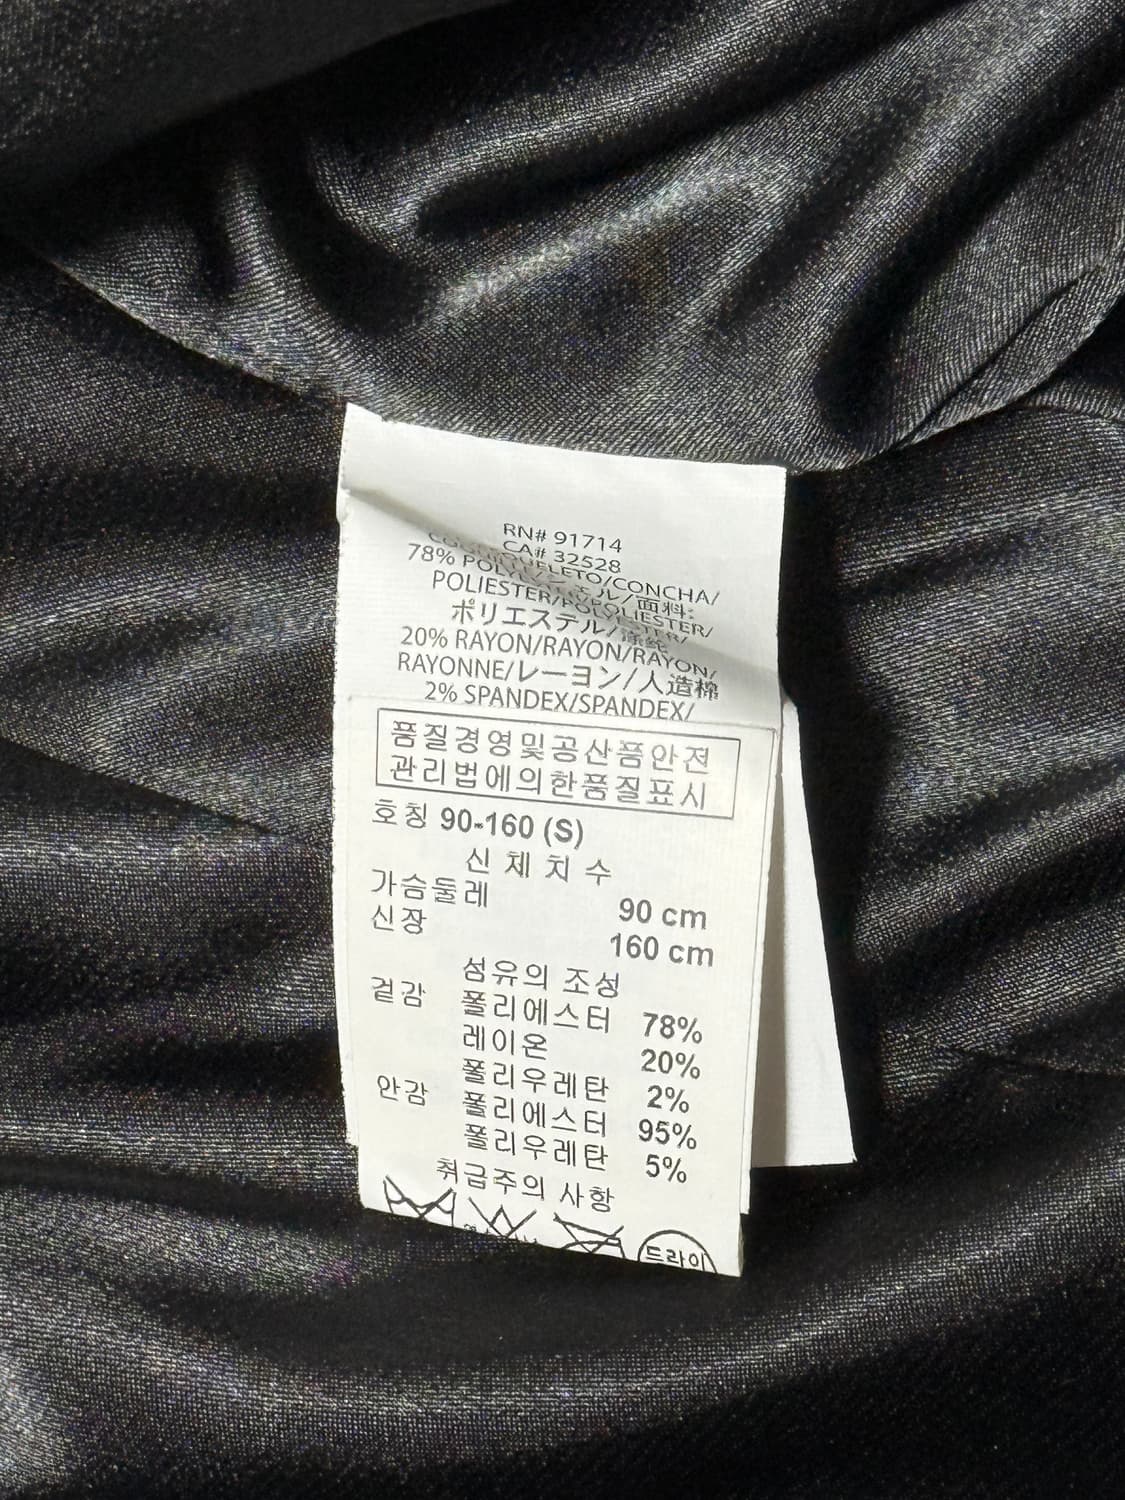 RN# 91714
CA# 32528
/CONCHA/
78%
/面料:
POLIESTER/
ポリエステル/涤纶
20% RAYON/RAYON/RAYON/
RAYONNE/レーヨン/人造棉
2% SPANDEX/SPANDEX/
품질경영및공산품안전
관리법에의한품질표시
호칭 90-160 (S)
신 체 치 수
가슴둘레 90 cm
신장 160 cm
섬유의 조성
겉감 폴리에스터 78%
레이온 20%
폴리우레탄 2%
안감 폴리에스터 95%
폴리우레탄 5%
취급주의 사항
드라이